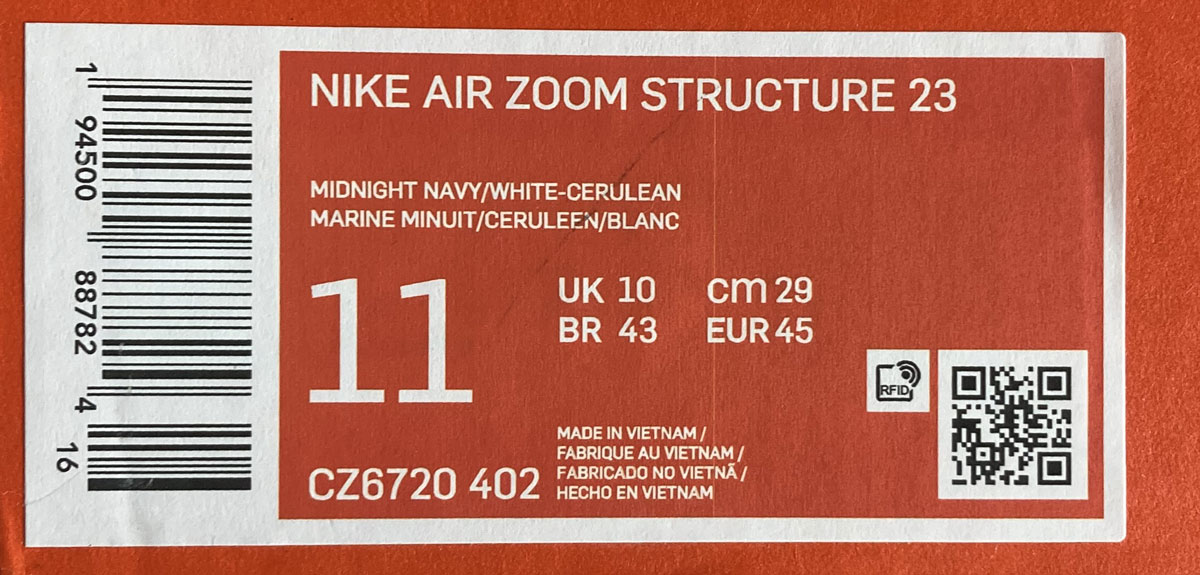 NIKE AIR ZOOM STRUCTURE 23
MIDNIGHT NAVY/WHITE-CERULEAN
MARINE MINUIT/CERULEEN/BLANC
11
UK 10
cm 29
BR 43
EUR 45
RFID
MADE IN VIETNAM /
FABRIQUE AU VIETNAM /
FABRICADO NO VIETNÃ /
HECHO EN VIETNAM
CZ6720 402
1 94500 88782 4
16